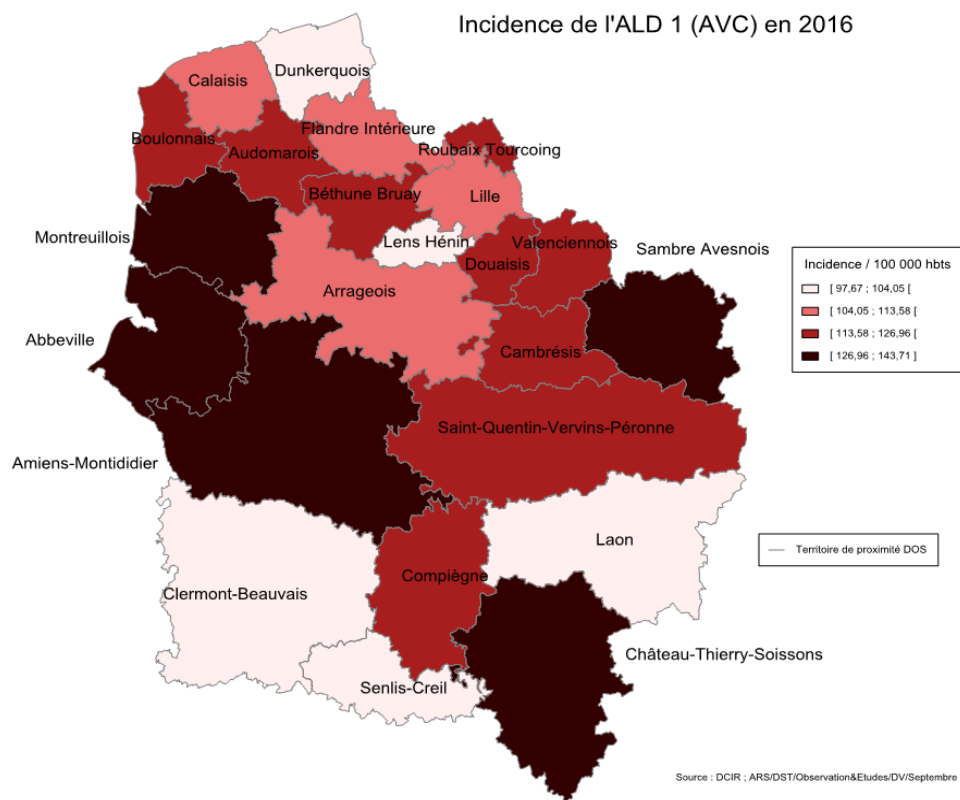 Incidence de l'ALD 1 (AVC) en 2016
Dunkerquois
Calaisis
Flandre Intérieure
Boulonnais
Audomarois
Roubaix Tourcoing
Béthune Bruay
Lille
Montreuillois
Lens Hénin
Valenciennois
Sambre Avesnois
Douaisis
Incidence / 100 000 hbts
[ 97,67 ; 104,05 [
[ 104,05 ; 113,58 [
[ 113,58 ; 126,96 [
[ 126,96 ; 143,71 ]
Arrageois
Abbeville
Cambrésis
Saint-Quentin-Vervins-Péronne
Amiens-Montididier
Laon
Territoire de proximité DOS
Compiègne
Clermont-Beauvais
Château-Thierry-Soissons
Senlis-Creil
Source : DCIR ; ARS/DST/Observation&Etudes/DV/Septembre